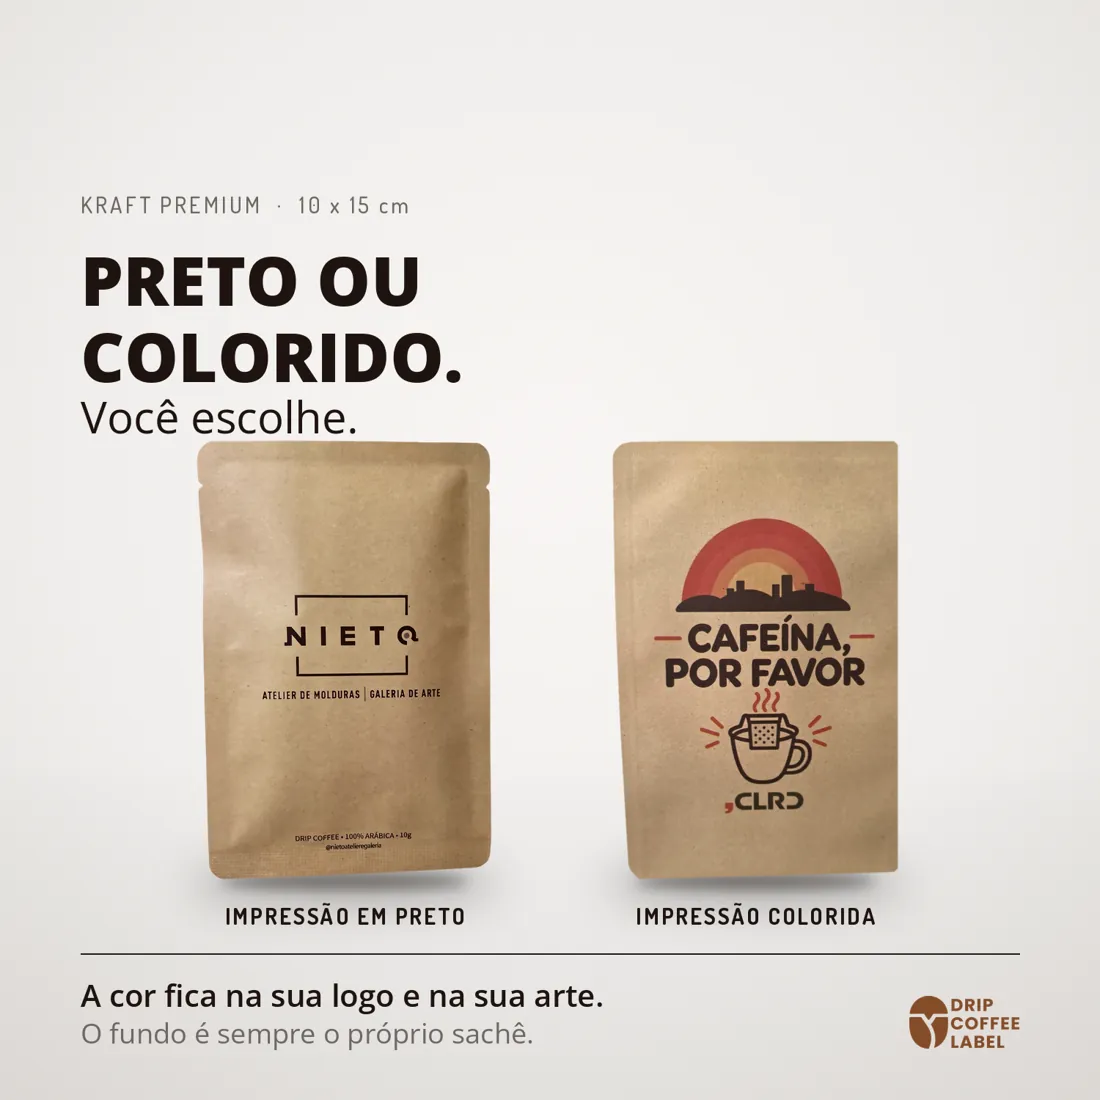 KRAFT PREMIUM · 10 x 15 cm
PRETO OU
COLORIDO.
Você escolhe.
NIETO
ATELIER DE MOLDURAS | GALERIA DE ARTE
DRIP COFFEE • 100% ARÁBICA • 10g
@nietoatelieregaleria
CAFEÍNA,
POR FAVOR
,CLRD
IMPRESSÃO EM PRETO
IMPRESSÃO COLORIDA
A cor fica na sua logo e na sua arte.
O fundo é sempre o próprio sachê.
DRIP
COFFEE
LABEL